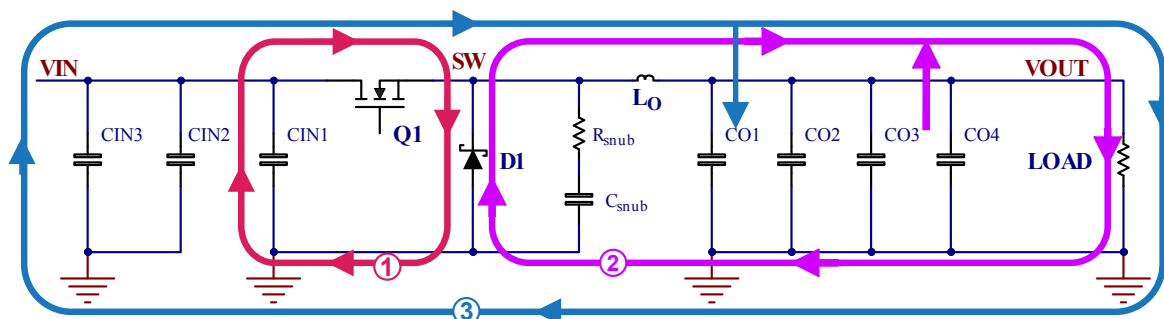 VIN
SW
VOUT
CIN3
CIN2
CIN1
Q1
D1
Rsnub
Csnub
LO
CO1
CO2
CO3
CO4
LOAD
1
2
3